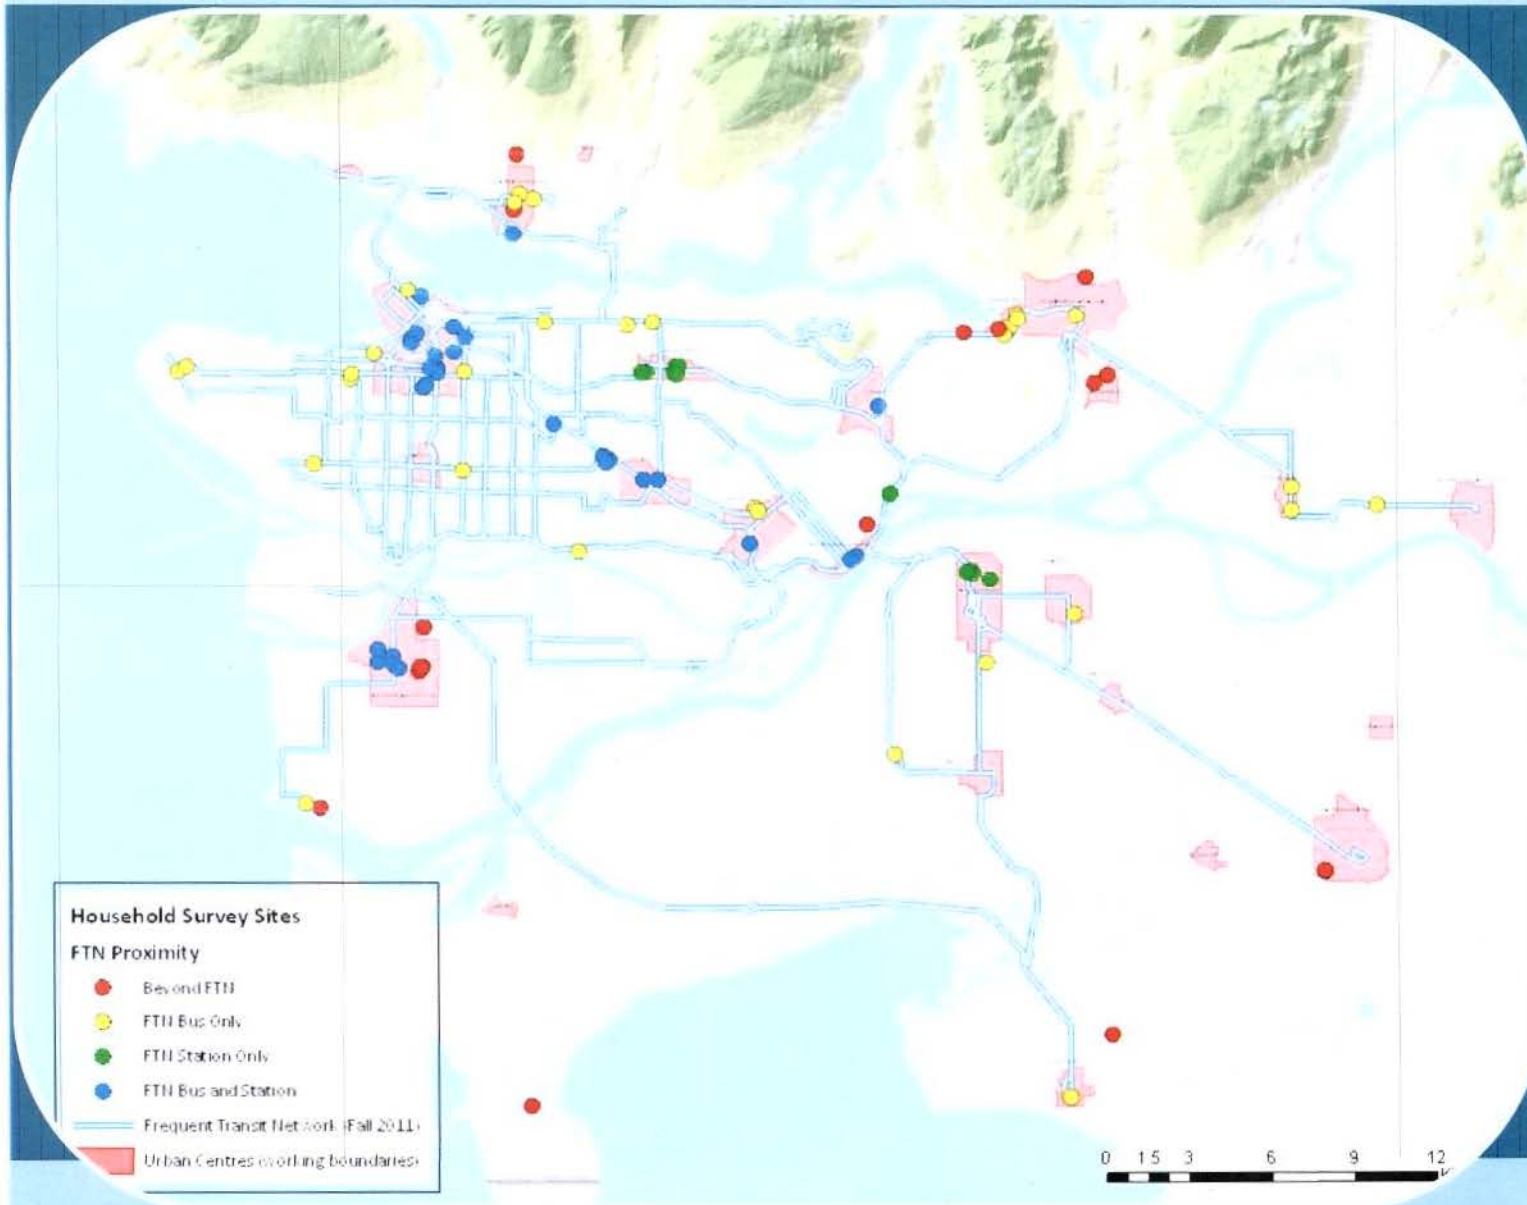 Household Survey Sites
FTN Proximity
Beyond FTN
FTN Bus Only
FTN Station Only
FTN Bus and Station
Frequent Transit Network (Fall 2011)
Urban Centres (working boundaries)
0 1.5 3 6 9 12